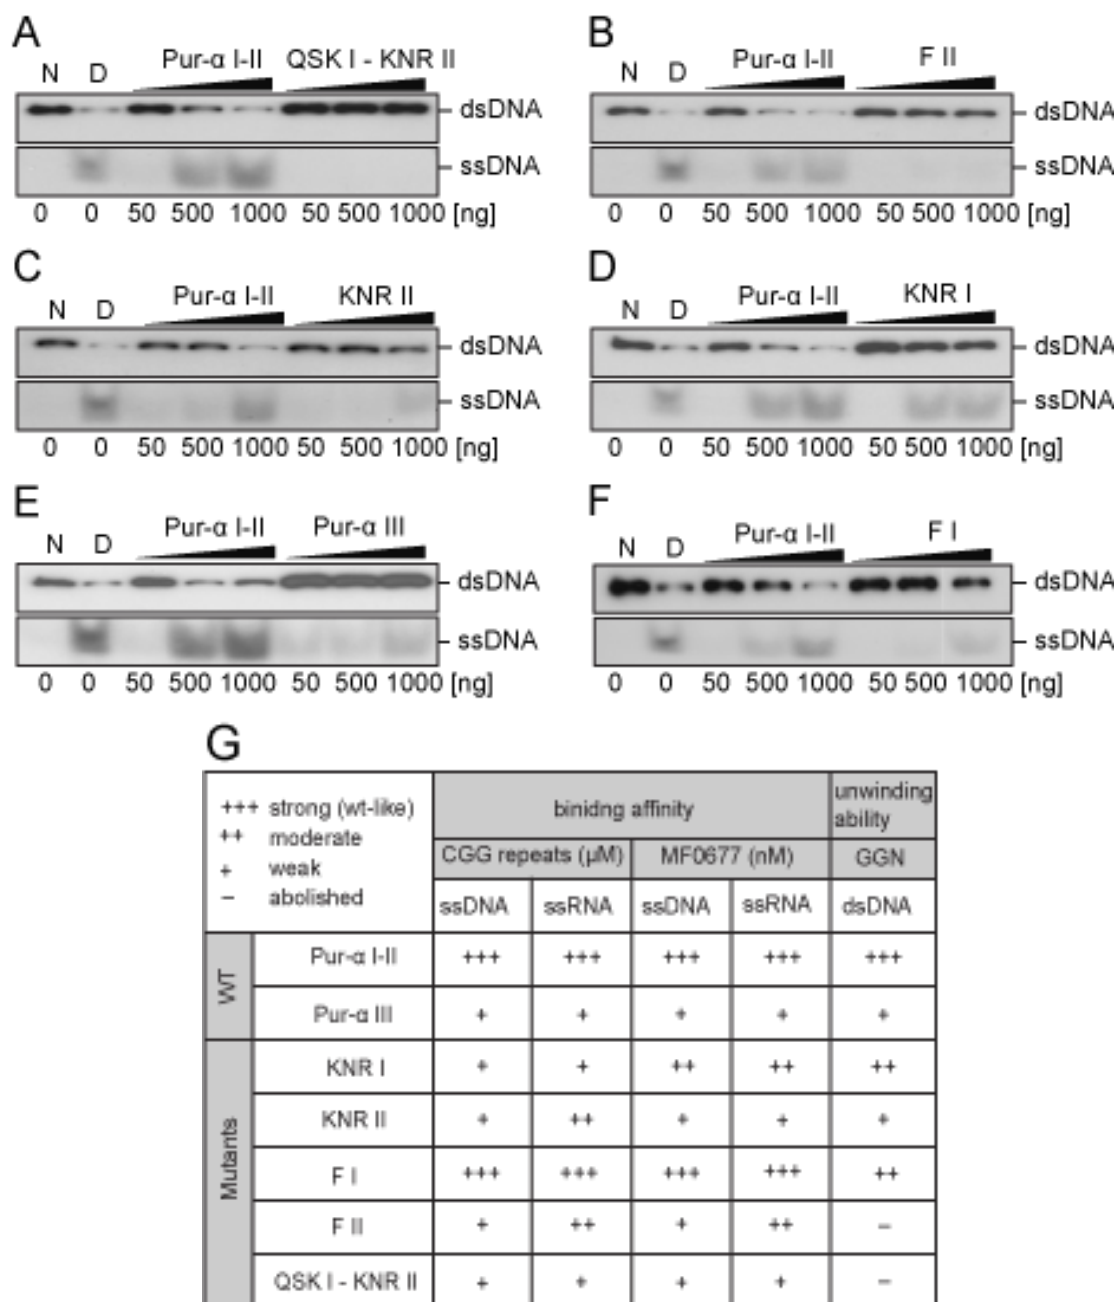 A
Pur-α I-II QSK I - KNR II
N D
dsDNA
ssDNA
0 0 50 500 1000 50 500 1000 [ng]
B
Pur-α I-II F II
N D
dsDNA
ssDNA
0 0 50 500 1000 50 500 1000 [ng]
C
Pur-α I-II KNR II
N D
dsDNA
ssDNA
0 0 50 500 1000 50 500 1000 [ng]
D
Pur-α I-II KNR I
N D
dsDNA
ssDNA
0 0 50 500 1000 50 500 1000 [ng]
E
Pur-α I-II Pur-α III
N D
dsDNA
ssDNA
0 0 50 500 1000 50 500 1000 [ng]
F
Pur-α I-II F I
N D
dsDNA
ssDNA
0 0 50 500 1000 50 500 1000 [ng]
G
+++ strong (wt-like)
++ moderate
+ weak
– abolished
binidng affinity
unwinding
ability
CGG repeats (µM) MF0677 (nM) GGN
ssDNA ssRNA ssDNA ssRNA dsDNA
WT
Pur-α I-II +++ +++ +++ +++ +++
Pur-α III + + + + +
Mutants
KNR I + + ++ ++ ++
KNR II + ++ + + +
F I +++ +++ +++ +++ ++
F II + ++ + ++ –
QSK I - KNR II + + + + –